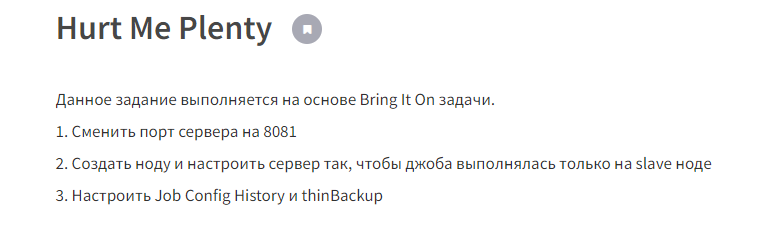 Hurt Me Plenty
Данное задание выполняется на основе Bring It On задачи.
1. Сменить порт сервера на 8081
2. Создать ноду и настроить сервер так, чтобы джоба выполнялась только на slave ноде
3. Настроить Job Config History и thinBackup